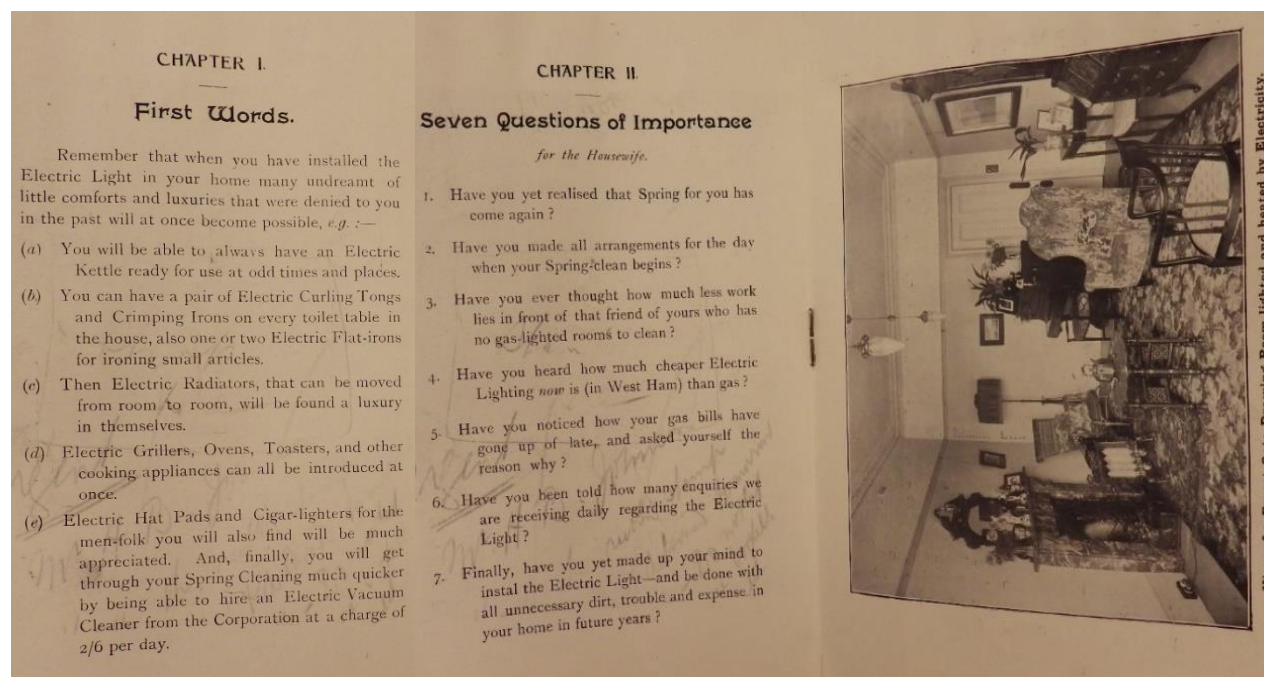 CHAPTER I.
First Words.
Remember that when you have installed the
Electric Light in your home many undreamt of
little comforts and luxuries that were denied to you
in the past will at once become possible, e.g. :—
(a) You will be able to always have an Electric
Kettle ready for use at odd times and places.
(b) You can have a pair of Electric Curling Tongs
and Crimping Irons on every toilet table in
the house, also one or two Electric Flat-irons
for ironing small articles.
(c) Then Electric Radiators, that can be moved
from room to room, will be found a luxury
in themselves.
(d) Electric Grillers, Ovens, Toasters, and other
cooking appliances can all be introduced at
once.
(e) Electric Hat Pads and Cigar-lighters for the
men-folk you will also find will be much
appreciated. And, finally, you will get
through your Spring Cleaning much quicker
by being able to hire an Electric Vacuum
Cleaner from the Corporation at a charge of
2/6 per day.
CHAPTER II.
Seven Questions of Importance
for the Housewife.
1. Have you yet realised that Spring for you has
come again ?
2. Have you made all arrangements for the day
when your Spring-clean begins ?
3. Have you ever thought how much less work
lies in front of that friend of yours who has
no gas-lighted rooms to clean ?
4. Have you heard how much cheaper Electric
Lighting now is (in West Ham) than gas ?
5. Have you noticed how your gas bills have
gone up of late, and asked yourself the
reason why ?
6. Have you been told how many enquiries we
are receiving daily regarding the Electric
Light ?
7. Finally, have you yet made up your mind to
instal the Electric Light—and be done with
all unnecessary dirt, trouble and expense in
your home in future years ?
Room lighted and heated by Electricity.